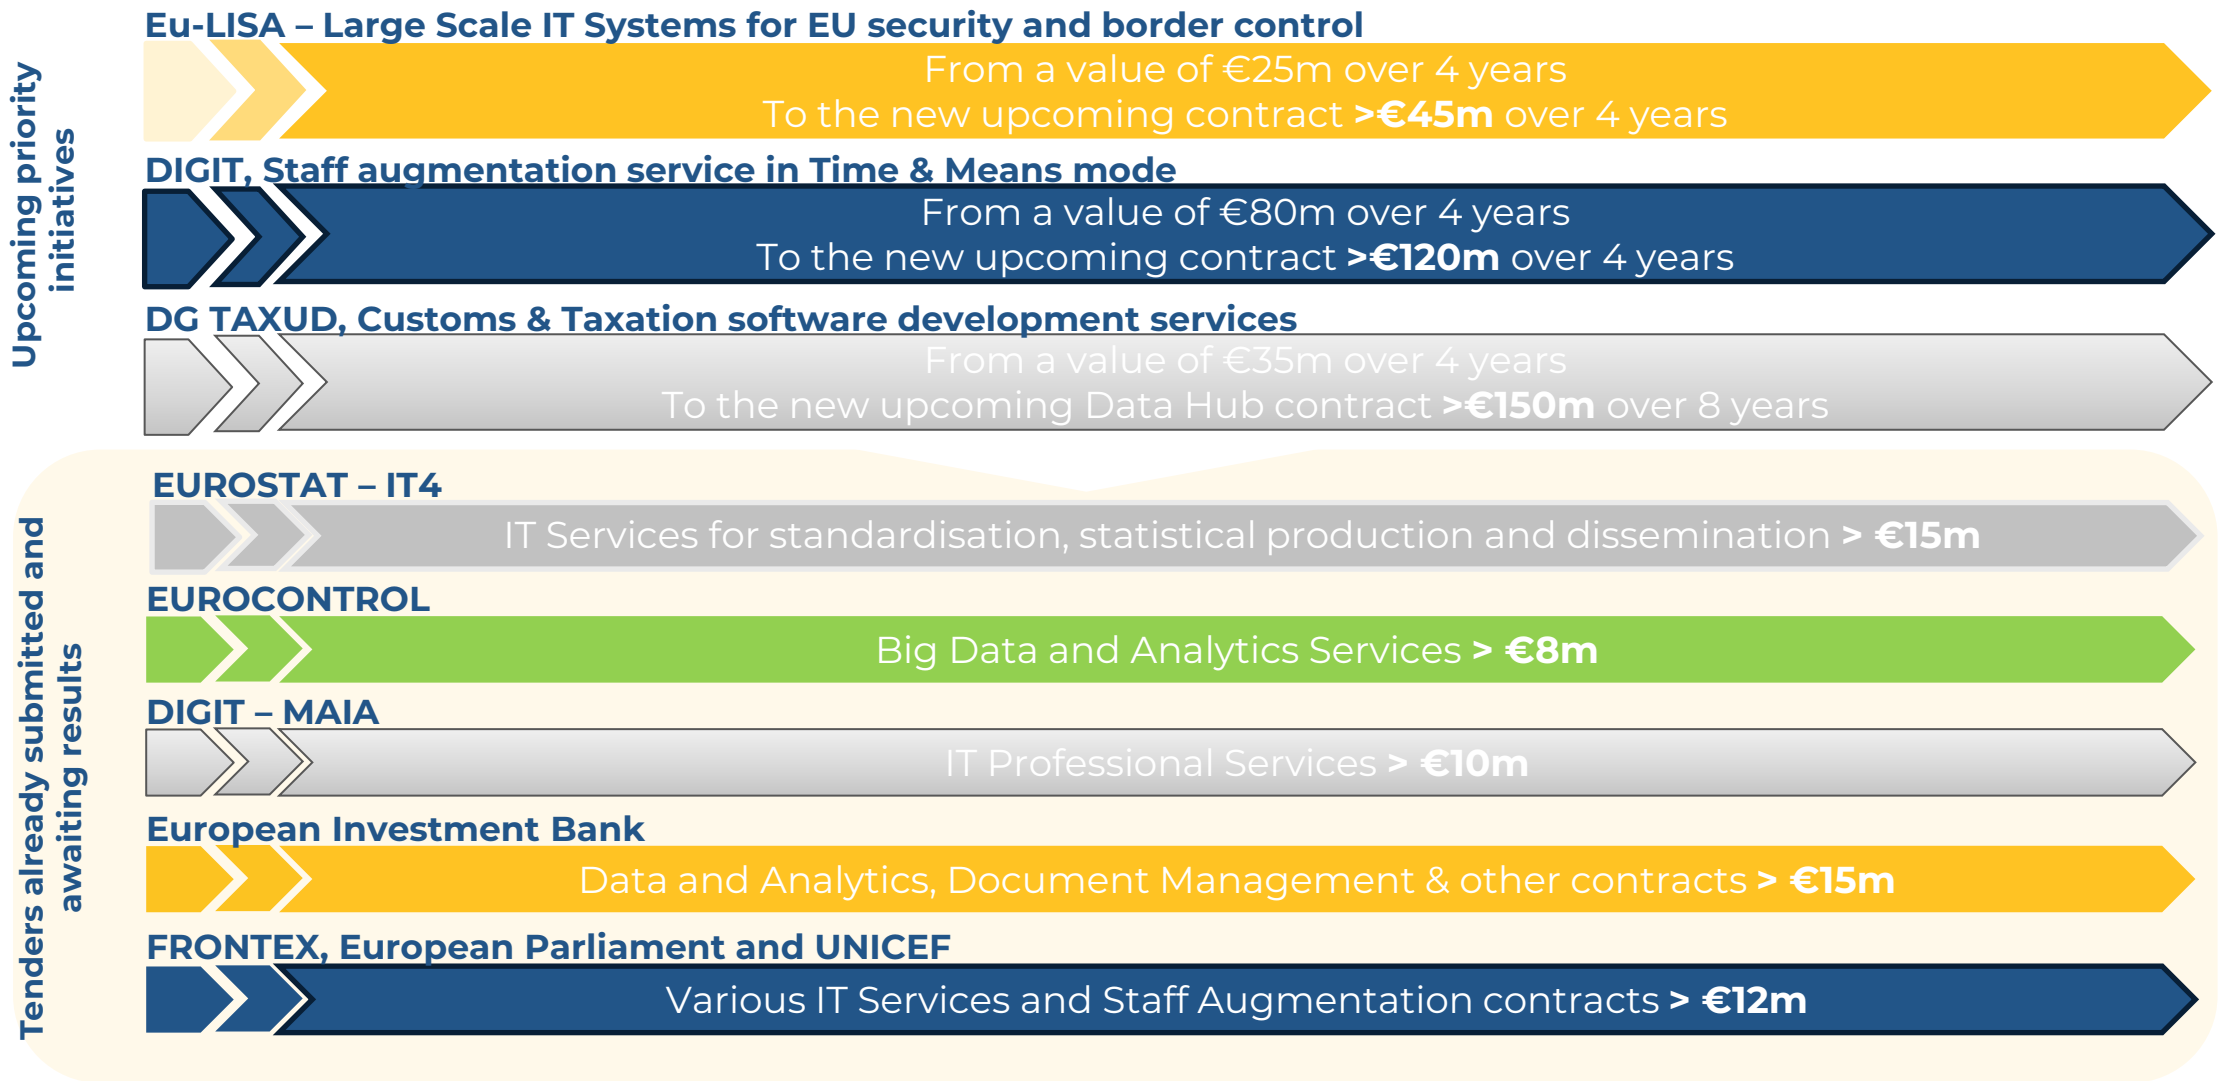 Upcoming priority
initiatives
Eu-LISA – Large Scale IT Systems for EU security and border control
From a value of €25m over 4 years
To the new upcoming contract >€45m over 4 years
DIGIT, Staff augmentation service in Time & Means mode
From a value of €80m over 4 years
To the new upcoming contract >€120m over 4 years
DG TAXUD, Customs & Taxation software development services
From a value of €35m over 4 years
To the new upcoming Data Hub contract >€150m over 8 years
Tenders already submitted and
awaiting results
EUROSTAT – IT4
IT Services for standardisation, statistical production and dissemination > €15m
EUROCONTROL
Big Data and Analytics Services > €8m
DIGIT – MAIA
IT Professional Services > €10m
European Investment Bank
Data and Analytics, Document Management & other contracts > €15m
FRONTEX, European Parliament and UNICEF
Various IT Services and Staff Augmentation contracts > €12m